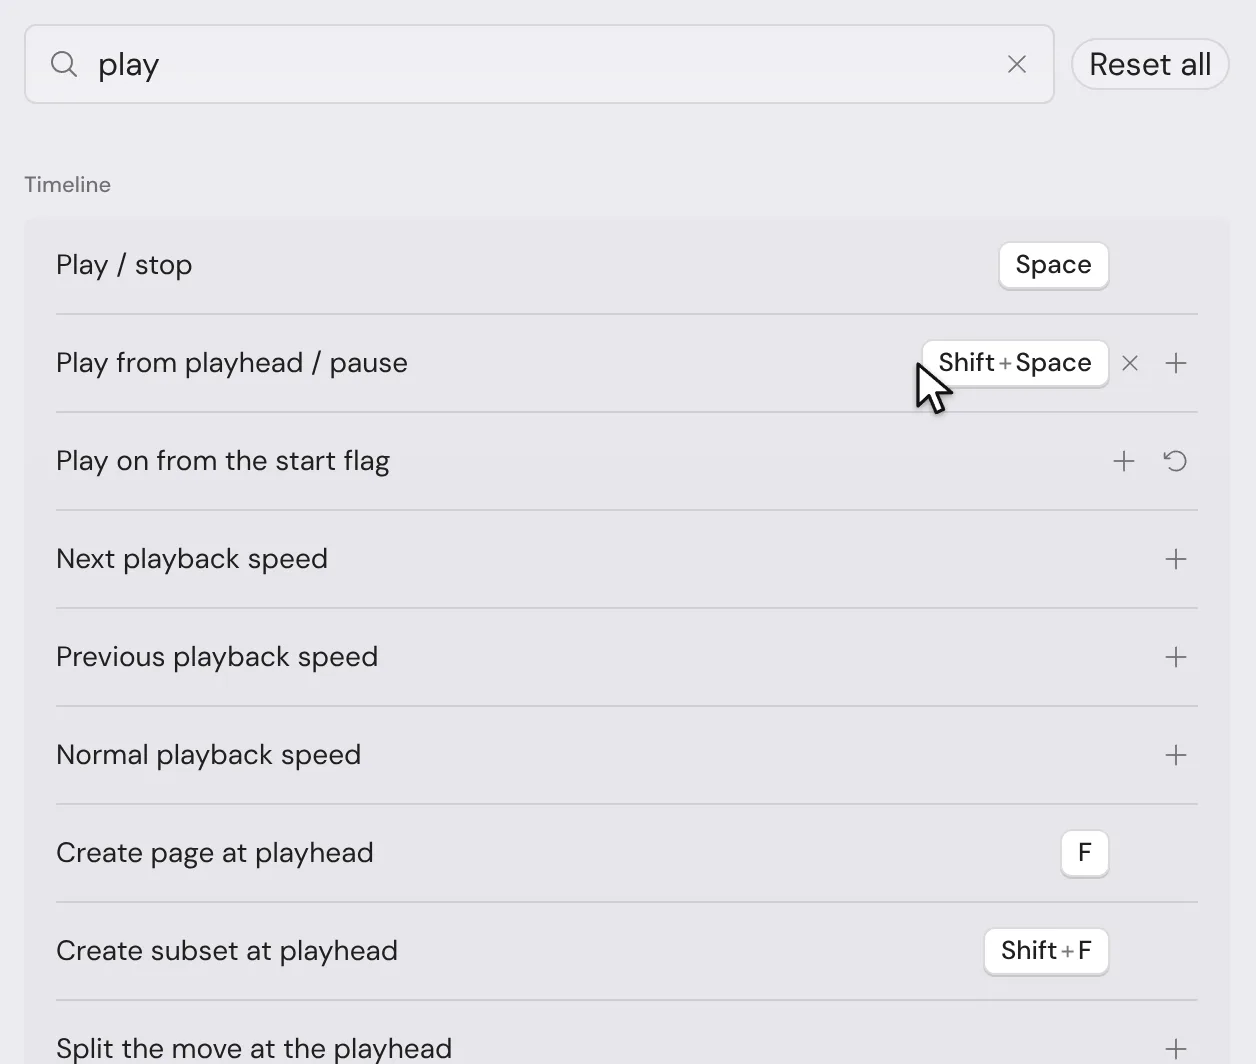 play
Reset all
Timeline
Play / stop
Space
Play from playhead / pause
Shift+Space
Play on from the start flag
Next playback speed
Previous playback speed
Normal playback speed
Create page at playhead
F
Create subset at playhead
Shift+F
Split the move at the playhead